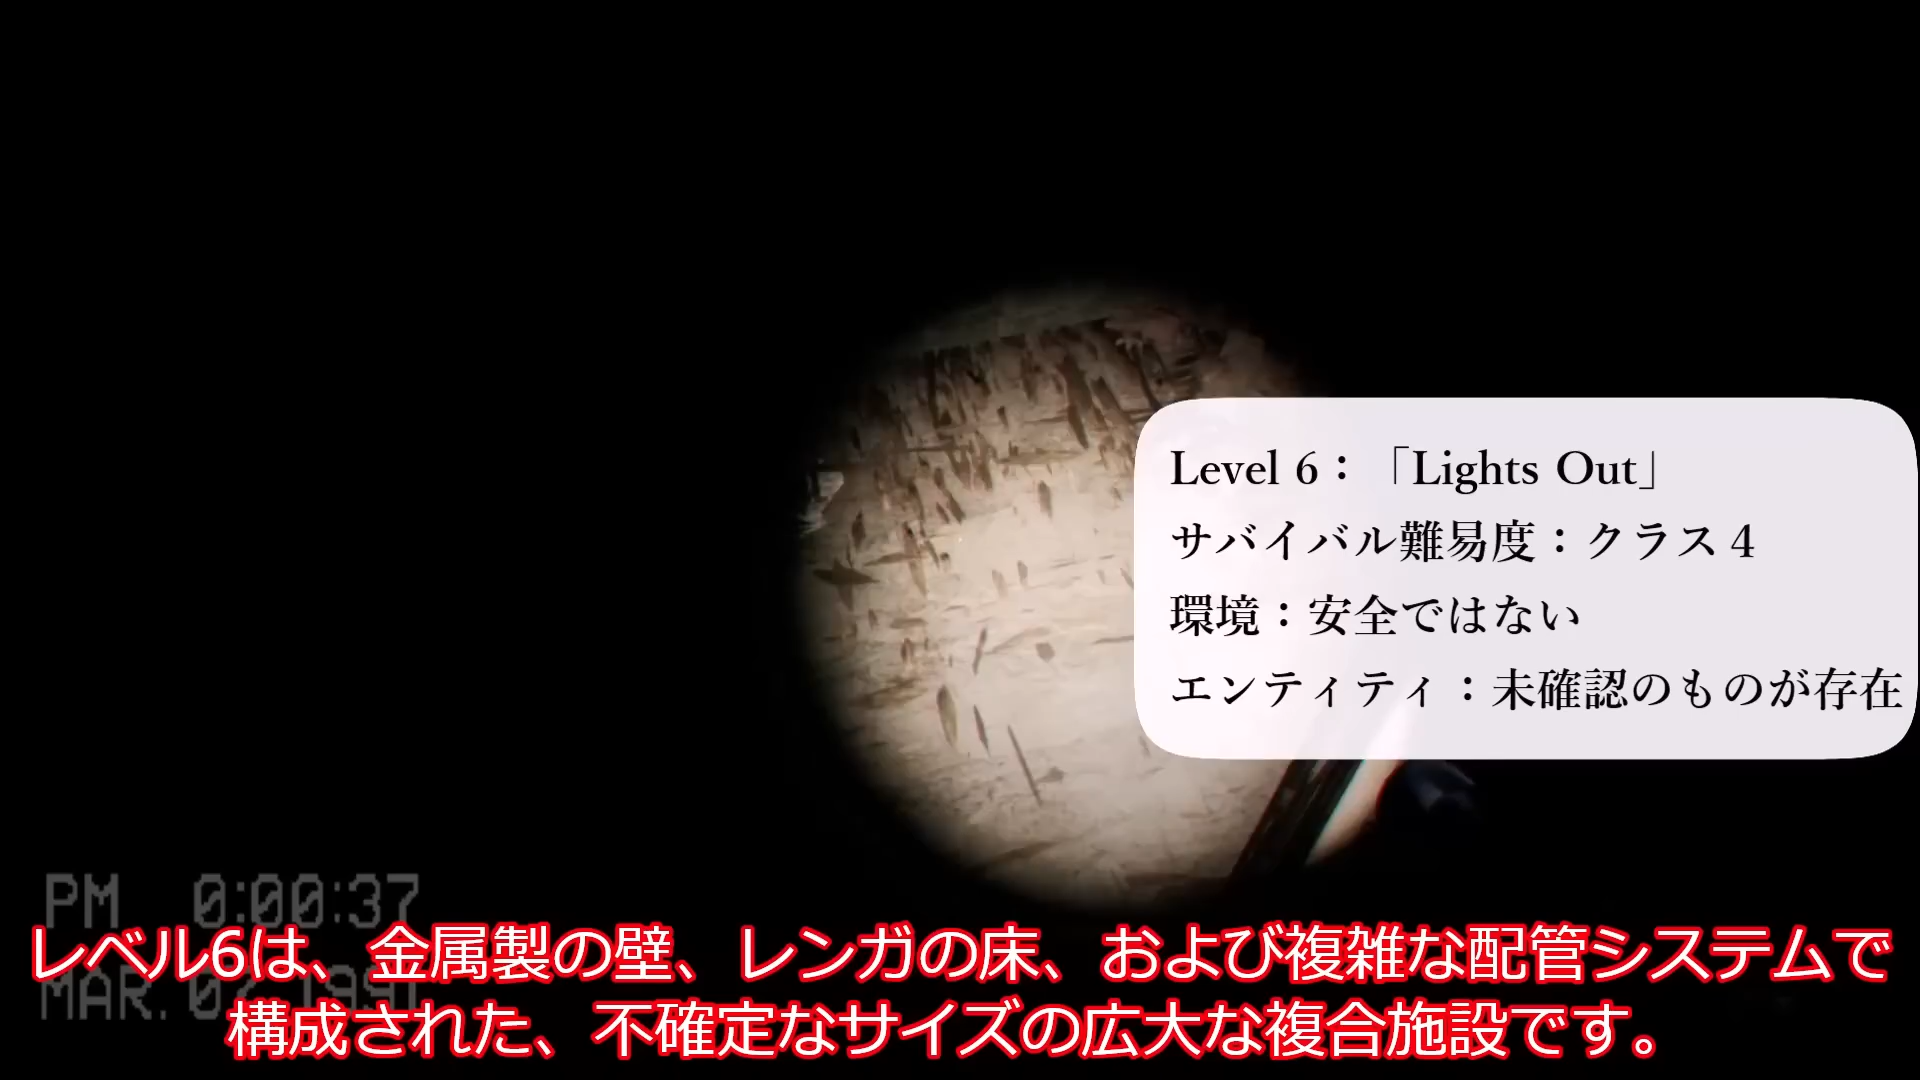 Level 6：「Lights Out」
サバイバル難易度：クラス４
環境：安全ではない
エンティティ：未確認のものが存在
PM 0:00:37
レベル6は、金属製の壁、レンガの床、および複雑な配管システムで
MAR. 07 1991
構成された、不確定なサイズの広大な複合施設です。